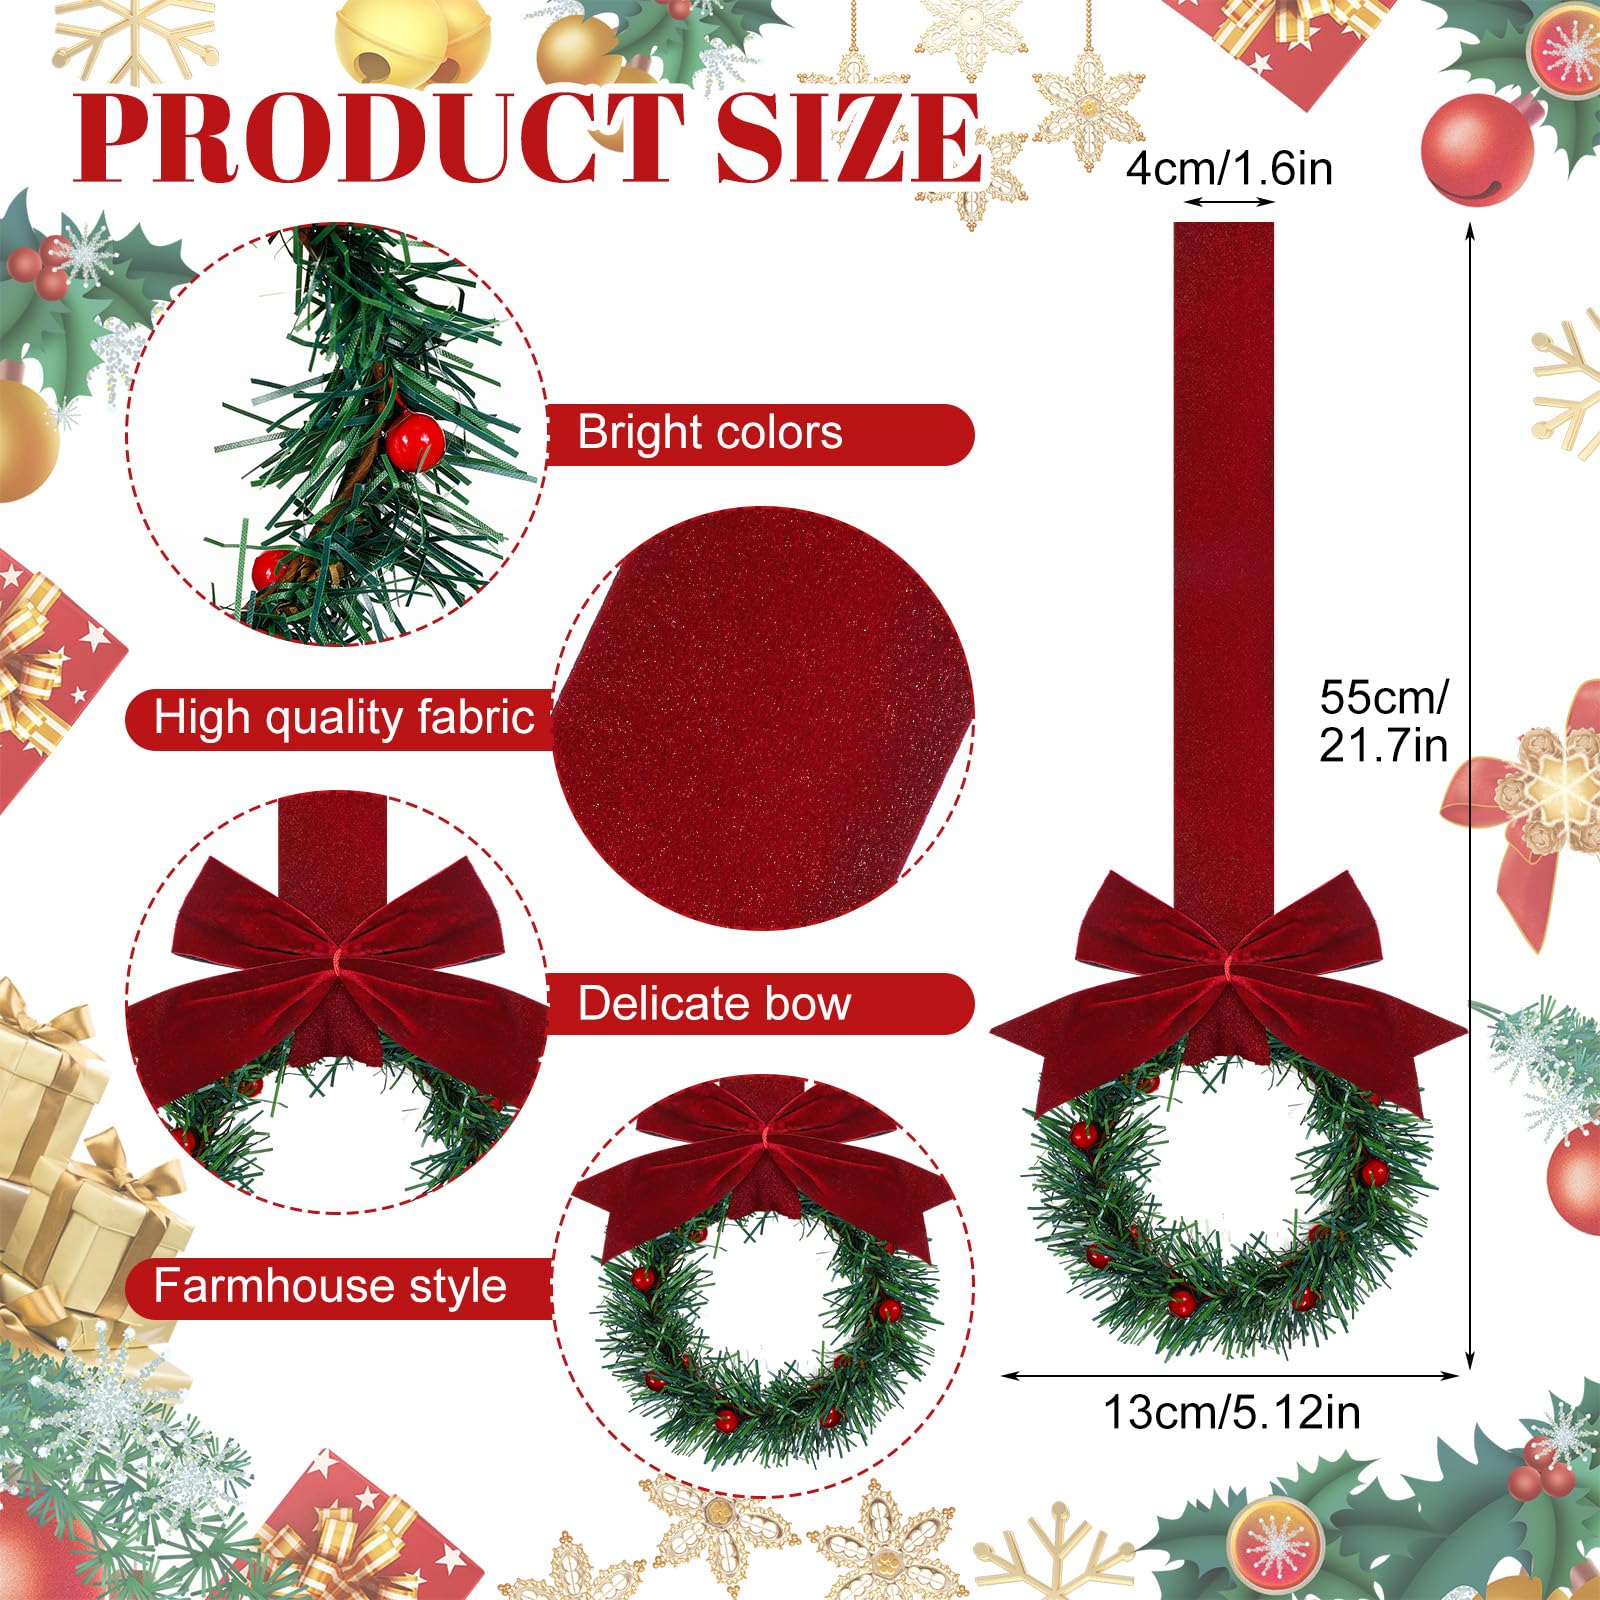 PRODUCT SIZE
4cm/1.6in
Bright colors
High quality fabric
55cm/
21.7in
Delicate bow
Farmhouse style
13cm/5.12in